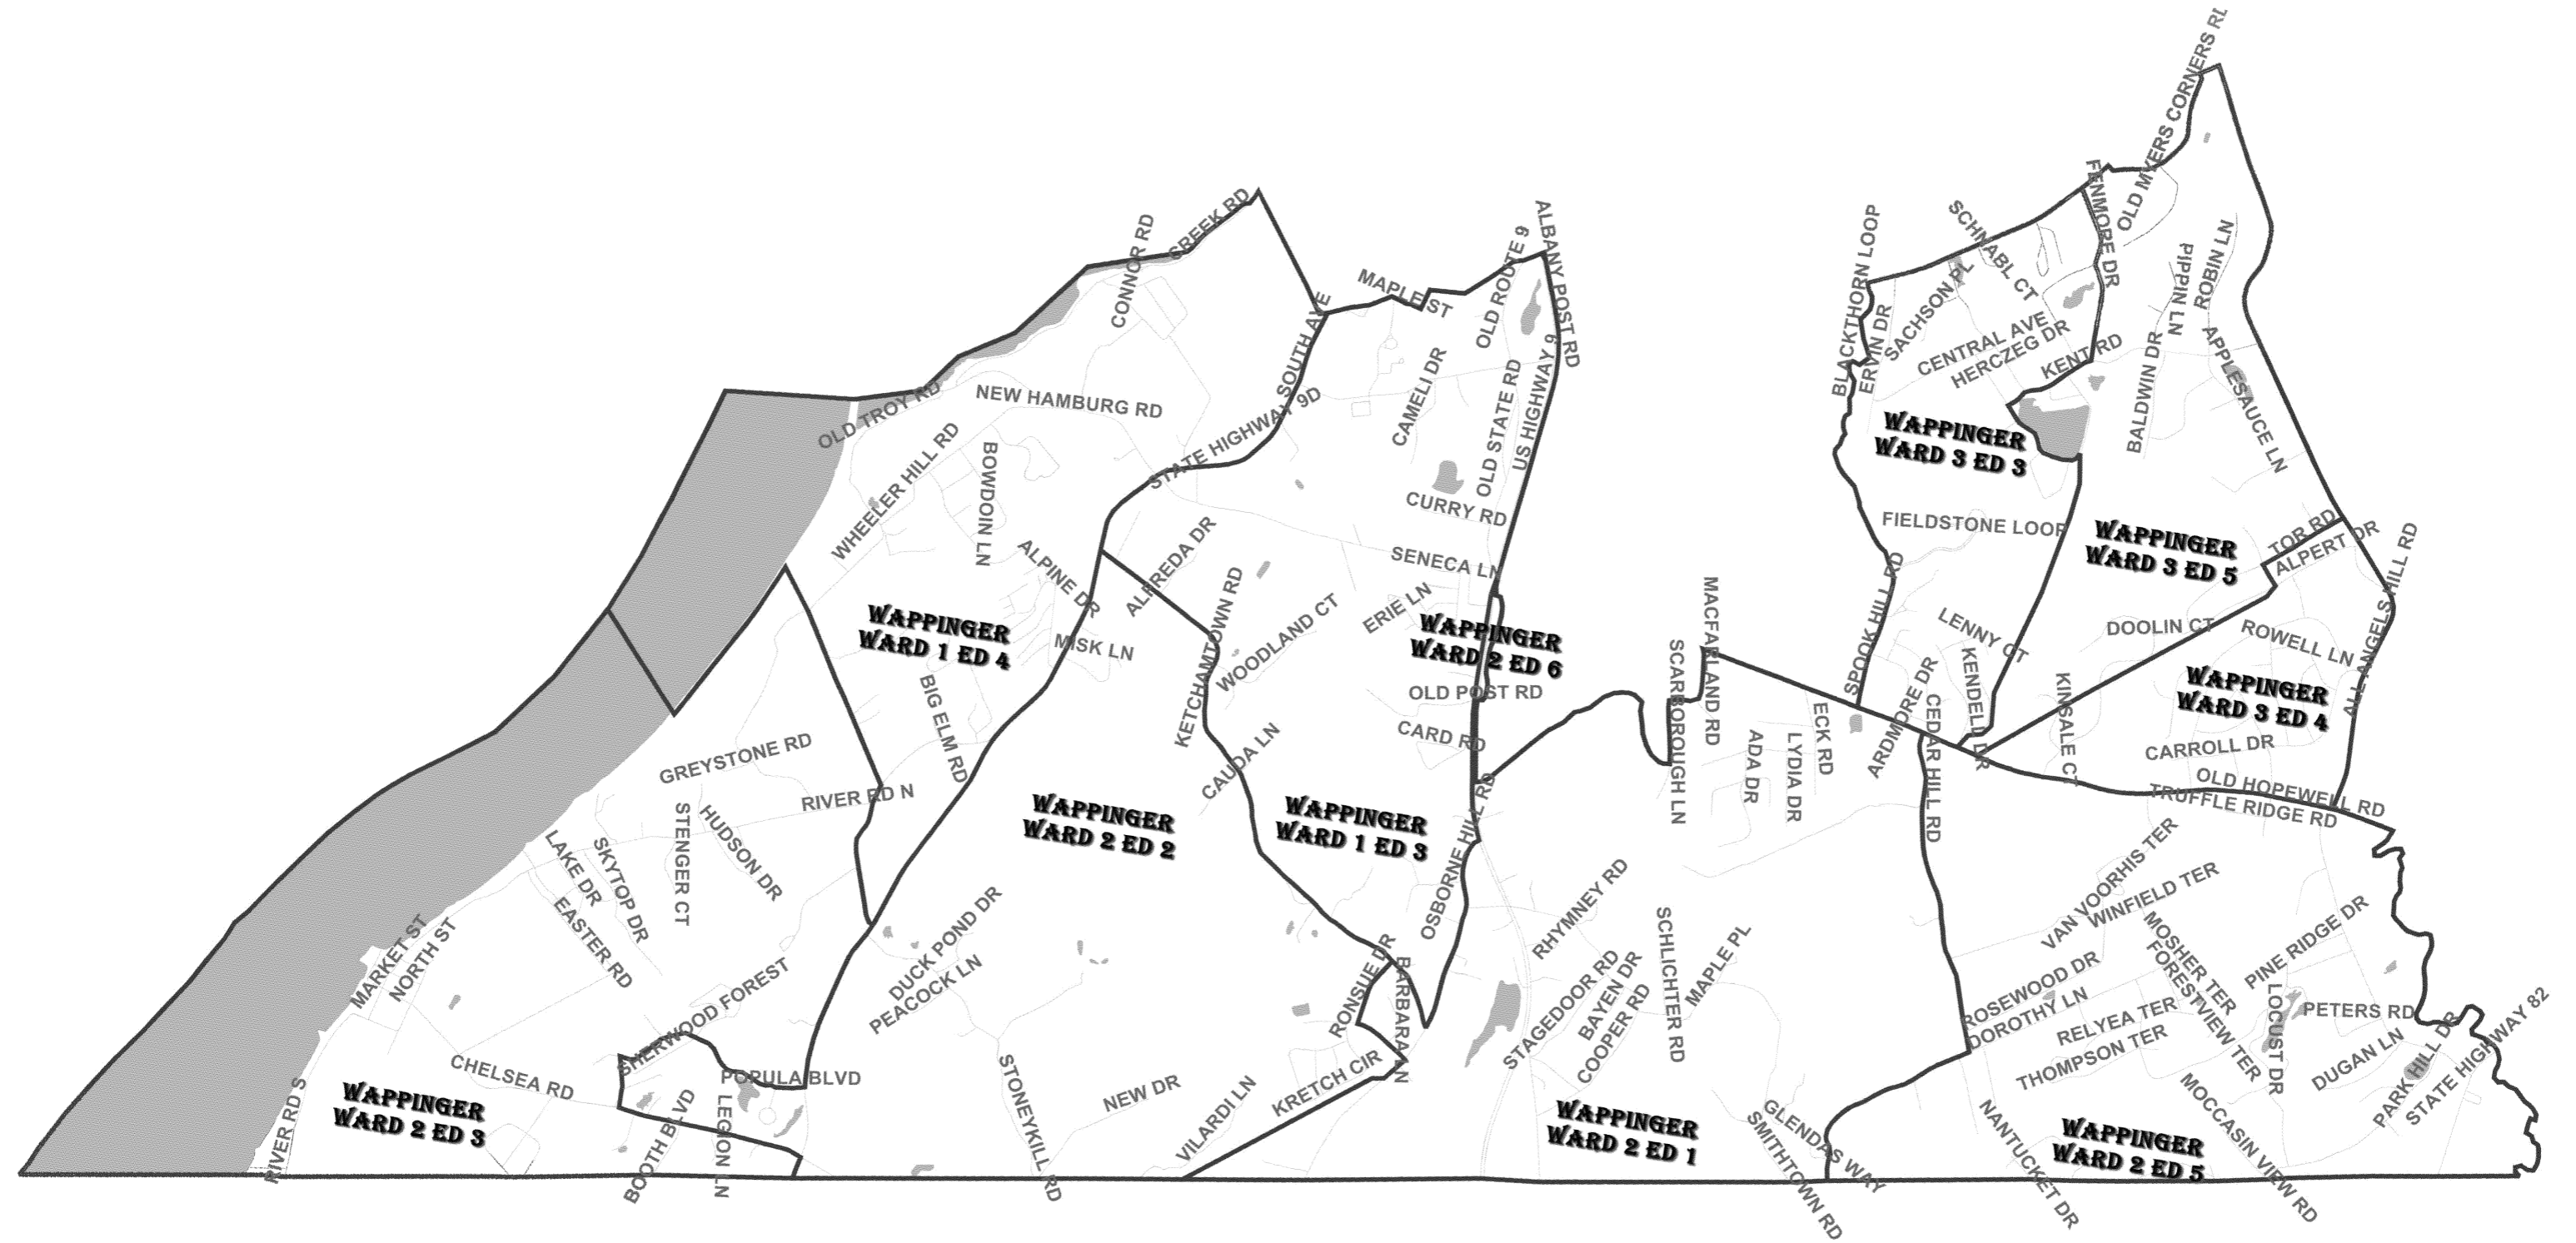 OLD MYERS CORNERS RD
FENMORE DR
CREEK RD
CONNOR RD
MAPLE ST
OLD ROUTE 9
ALBANY POST RD
BLACKTHORN LOOP
SCHNABL CT
SACHSON PL
ERVIN DR
CENTRAL AVE
HERCZEG DR
KENT RD
PIPPIN LN
ROBIN LN
BALDWIN DR
APPLESAUCE LN
SOUTH AVE
CAMELI DR
OLD STATE RD
US HIGHWAY 9
OLD TROY RD
NEW HAMBURG RD
STATE HIGHWAY 9D
WHEELER HILL RD
BOWDOIN LN
CURRY RD
WAPPINGER
WARD 3 ED 3
FIELDSTONE LOOP
WAPPINGER
WARD 3 ED 5
TOR RD
ALPERT DR
ALL ANGELS HILL RD
ALPINE DR
ALFREDA DR
SENECA LN
ERIE LN
KETCHAMTOWN RD
WOODLAND CT
WAPPINGER
WARD 1 ED 4
MISK LN
WAPPINGER
WARD 2 ED 6
OLD POST RD
CARD RD
MACFARLAND RD
SCARBOROUGH LN
SPOOK HILL RD
LENNY CT
ARDMORE DR
KENDELL DR
CEDAR HILL RD
DOOLIN CT
ROWELL LN
KINSALE CT
WAPPINGER
WARD 3 ED 4
CARROLL DR
OLD HOPEWELL RD
TRUFFLE RIDGE RD
BIG ELM RD
GREYSTONE RD
RIVER RD N
CAUDA LN
ECK RD
ADA DR
LYDIA DR
STENGER CT
HUDSON DR
LAKE DR
SKYTOP DR
EASTER RD
WAPPINGER
WARD 2 ED 2
WAPPINGER
WARD 1 ED 3
OSBORNE HILL RD
RHYMNEY RD
VAN VOORHIS TER
WINFIELD TER
MARKET ST
NORTH ST
DUCK POND DR
PEACOCK LN
RONSUE DR
BARBARA LN
STAGEDOOR RD
BAYEN DR
COOPER RD
SCHLICHTER RD
MAPLE PL
MOSHER TER
FORESTVIEW TER
PINE RIDGE DR
ROSEWOOD DR
DOROTHY LN
RELYEA TER
THOMPSON TER
LOCUST DR
PETERS RD
DUGAN LN
PARK HILL DR
STATE HIGHWAY 82
SHERWOOD FOREST
CHELSEA RD
POPULA BLVD
BOOTH BLVD
LEGION LN
STONEYKILL RD
NEW DR
VILARDI LN
KRETCH CIR
RIVER RD S
WAPPINGER
WARD 2 ED 3
WAPPINGER
WARD 2 ED 1
GLENDAS WAY
SMITHTOWN RD
NANTUCKET DR
WAPPINGER
WARD 2 ED 5
MOCCASIN VIEW RD